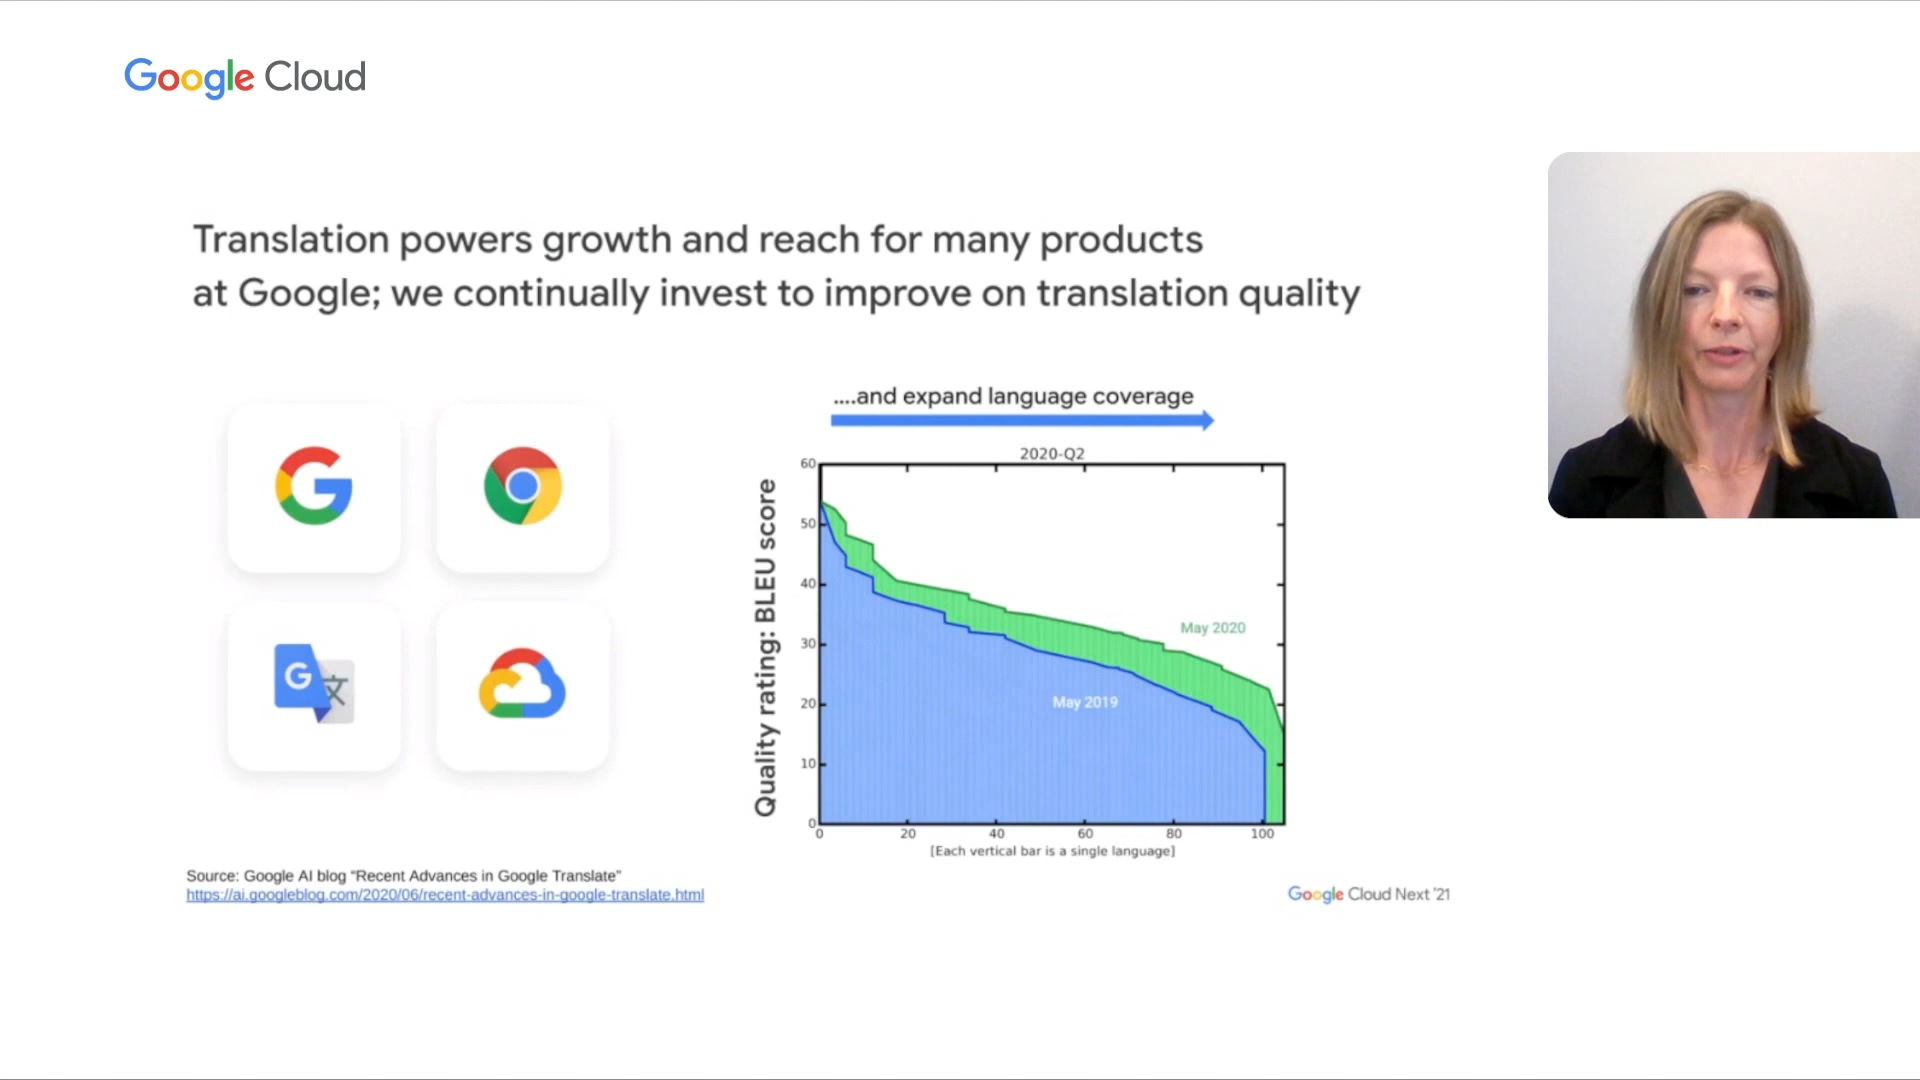 Google Cloud
Translation powers growth and reach for many products
at Google; we continually invest to improve on translation quality
....and expand language coverage
2020-Q2
Quality rating: BLEU score
60
50
40
30
20
10
0
May 2020
May 2019
0 20 40 60 80 100
[Each vertical bar is a single language]
G
G 文
Source: Google AI blog “Recent Advances in Google Translate”
https://ai.googleblog.com/2020/06/recent-advances-in-google-translate.html
Google Cloud Next '21